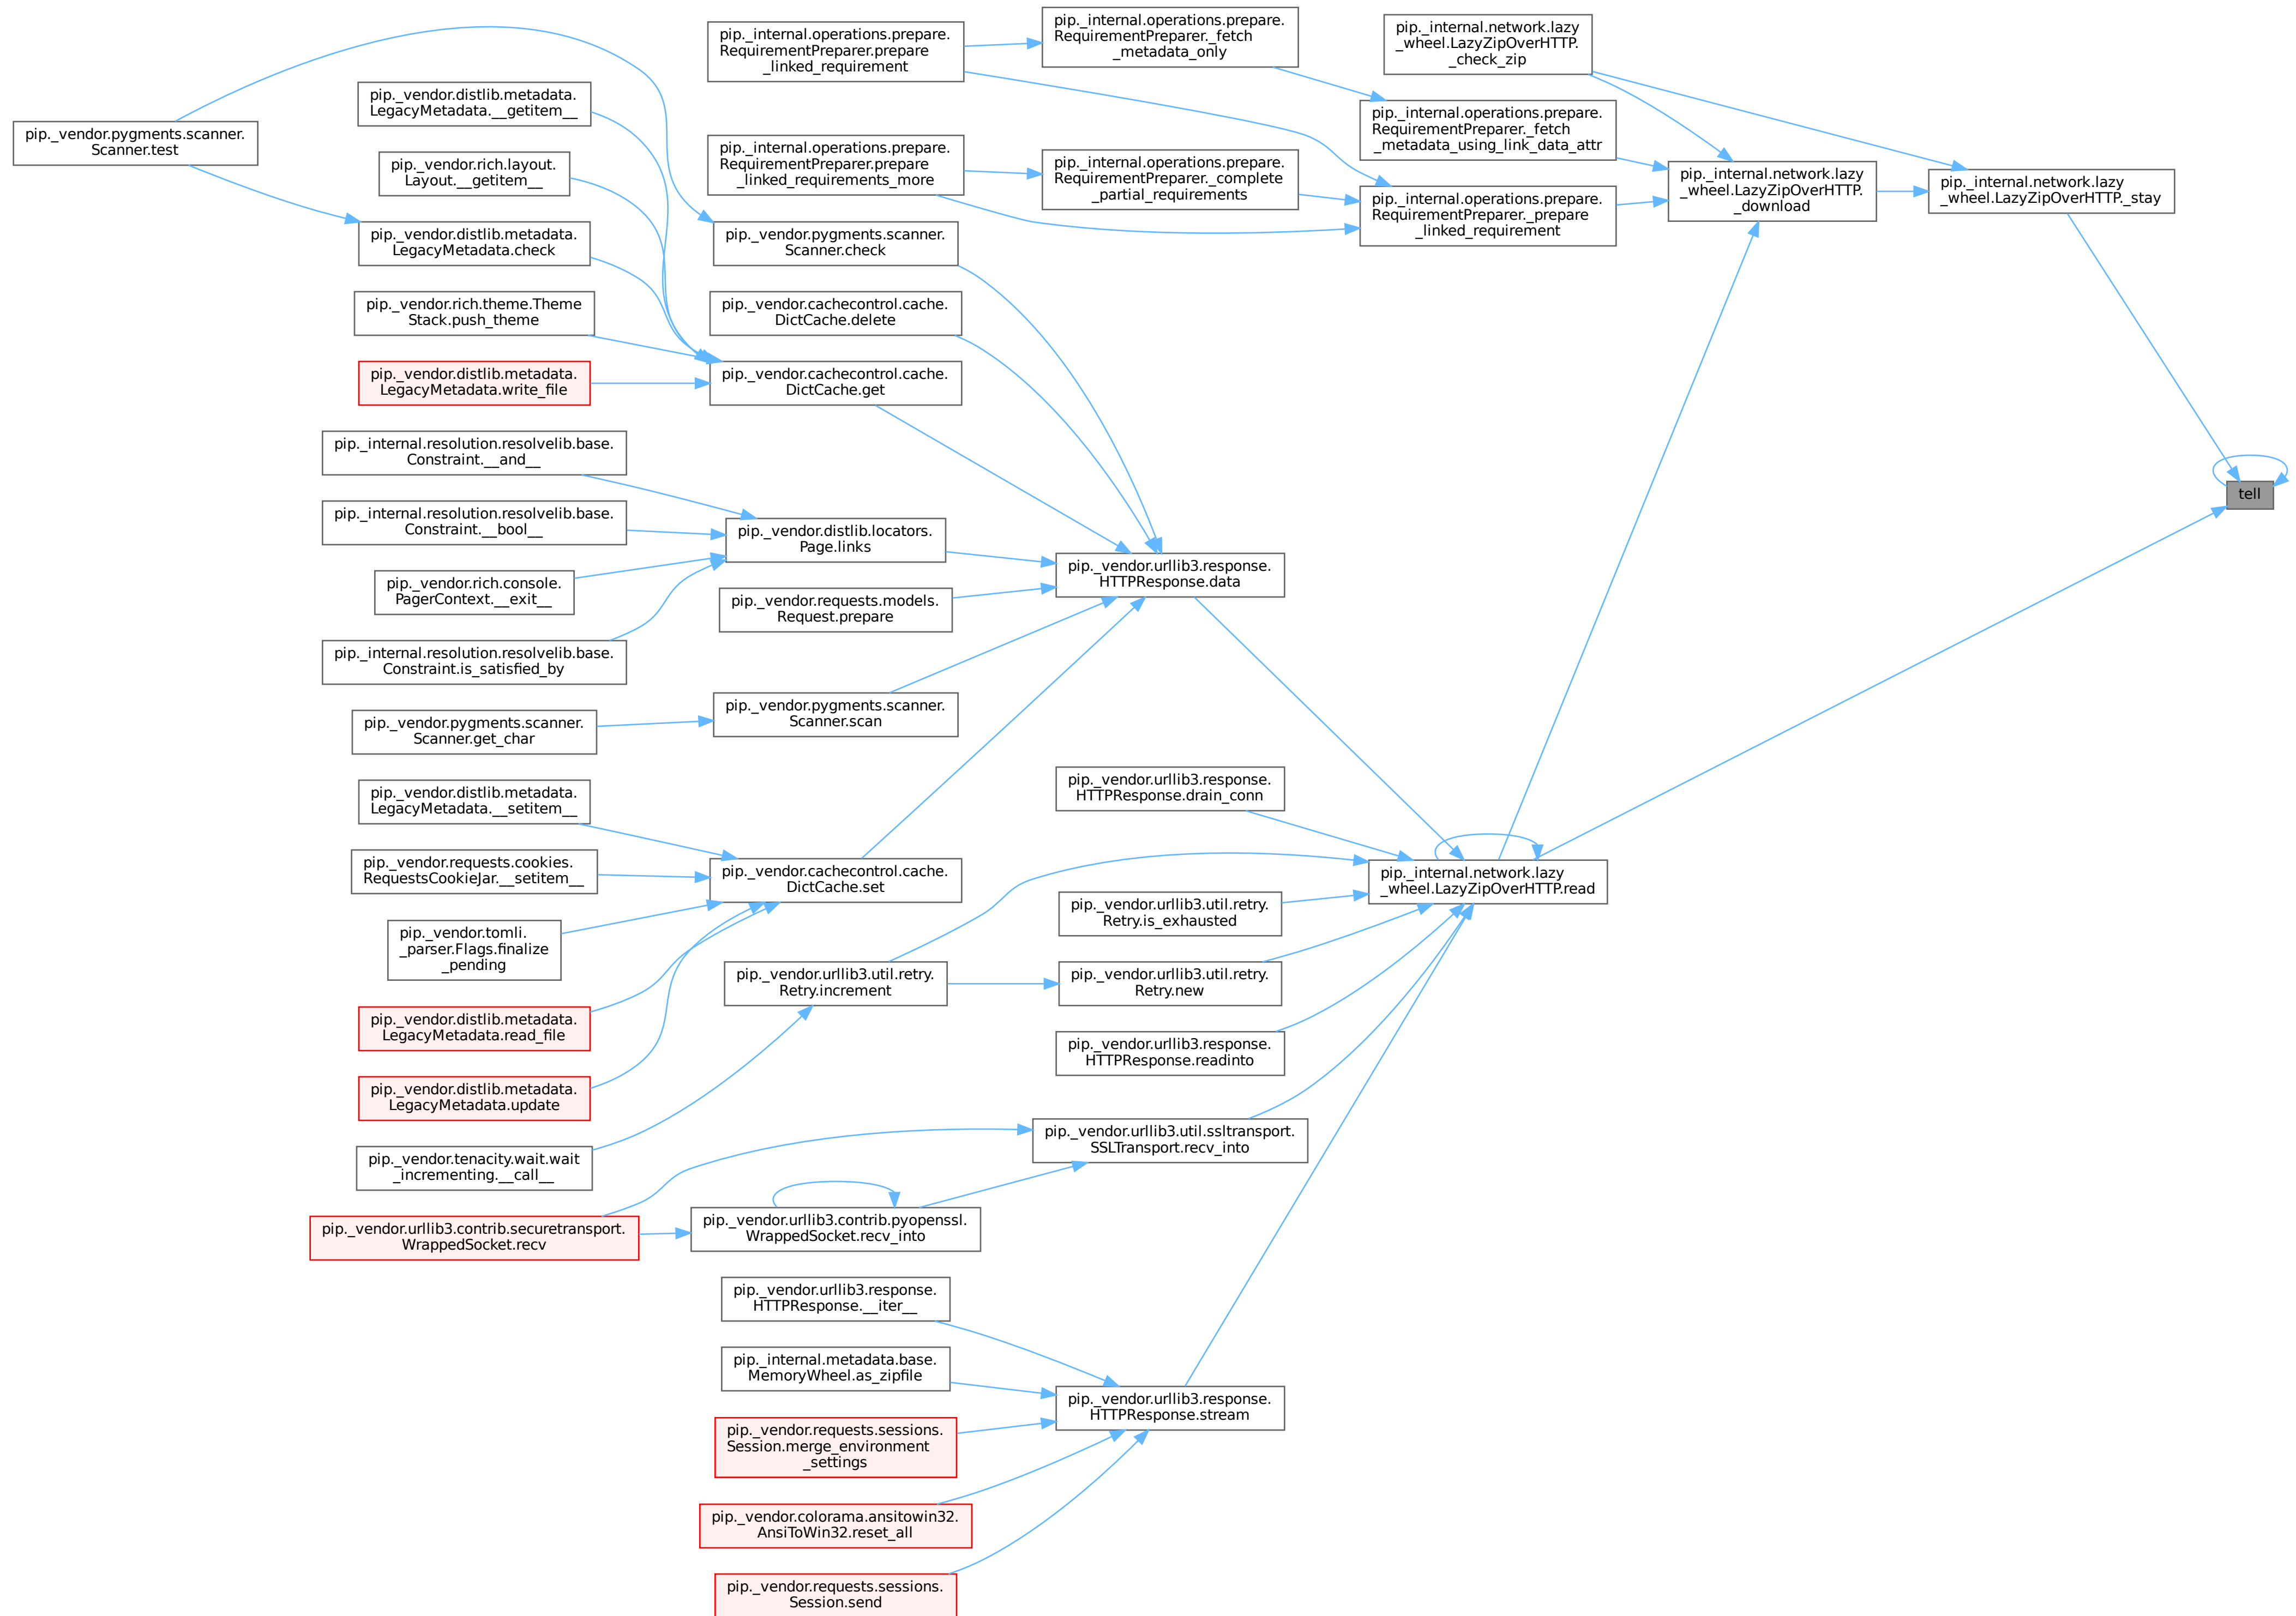 pip._vendor.pygments.scanner.
Scanner.test
pip._vendor.distlib.metadata.
LegacyMetadata.__getitem__
pip._vendor.rich.layout.
Layout.__getitem__
pip._vendor.distlib.metadata.
LegacyMetadata.check
pip._vendor.rich.theme.Theme
Stack.push_theme
pip._vendor.distlib.metadata.
LegacyMetadata.write_file
pip._internal.resolution.resolvelib.base.
Constraint.__and__
pip._internal.resolution.resolvelib.base.
Constraint.__bool__
pip._vendor.rich.console.
PagerContext.__exit__
pip._internal.resolution.resolvelib.base.
Constraint.is_satisfied_by
pip._vendor.pygments.scanner.
Scanner.get_char
pip._vendor.distlib.metadata.
LegacyMetadata.__setitem__
pip._vendor.requests.cookies.
RequestsCookieJar.__setitem__
pip._vendor.tomli.
_parser.Flags.finalize
_pending
pip._vendor.distlib.metadata.
LegacyMetadata.read_file
pip._vendor.distlib.metadata.
LegacyMetadata.update
pip._vendor.tenacity.wait.wait
_incrementing.__call__
pip._vendor.urllib3.contrib.securetransport.
WrappedSocket.recv
pip._internal.operations.prepare.
RequirementPreparer.prepare
_linked_requirement
pip._internal.operations.prepare.
RequirementPreparer.prepare
_linked_requirements_more
pip._vendor.pygments.scanner.
Scanner.check
pip._vendor.cachecontrol.cache.
DictCache.delete
pip._vendor.cachecontrol.cache.
DictCache.get
pip._vendor.distlib.locators.
Page.links
pip._vendor.requests.models.
Request.prepare
pip._vendor.pygments.scanner.
Scanner.scan
pip._vendor.cachecontrol.cache.
DictCache.set
pip._vendor.urllib3.util.retry.
Retry.increment
pip._vendor.urllib3.contrib.pyopenssl.
WrappedSocket.recv_into
pip._vendor.urllib3.response.
HTTPResponse.__iter__
pip._internal.metadata.base.
MemoryWheel.as_zipfile
pip._vendor.requests.sessions.
Session.merge_environment
_settings
pip._vendor.colorama.ansitowin32.
AnsiToWin32.reset_all
pip._vendor.requests.sessions.
Session.send
pip._internal.operations.prepare.
RequirementPreparer._fetch
_metadata_only
pip._internal.operations.prepare.
RequirementPreparer._complete
_partial_requirements
pip._vendor.urllib3.response.
HTTPResponse.data
pip._vendor.urllib3.response.
HTTPResponse.drain_conn
pip._vendor.urllib3.util.retry.
Retry.is_exhausted
pip._vendor.urllib3.util.retry.
Retry.new
pip._vendor.urllib3.response.
HTTPResponse.readinto
pip._vendor.urllib3.util.ssltransport.
SSLTransport.recv_into
pip._vendor.urllib3.response.
HTTPResponse.stream
pip._internal.network.lazy
_wheel.LazyZipOverHTTP.
_check_zip
pip._internal.operations.prepare.
RequirementPreparer._fetch
_metadata_using_link_data_attr
pip._internal.operations.prepare.
RequirementPreparer._prepare
_linked_requirement
pip._internal.network.lazy
_wheel.LazyZipOverHTTP.read
pip._internal.network.lazy
_wheel.LazyZipOverHTTP.
_download
pip._internal.network.lazy
_wheel.LazyZipOverHTTP._stay
tell